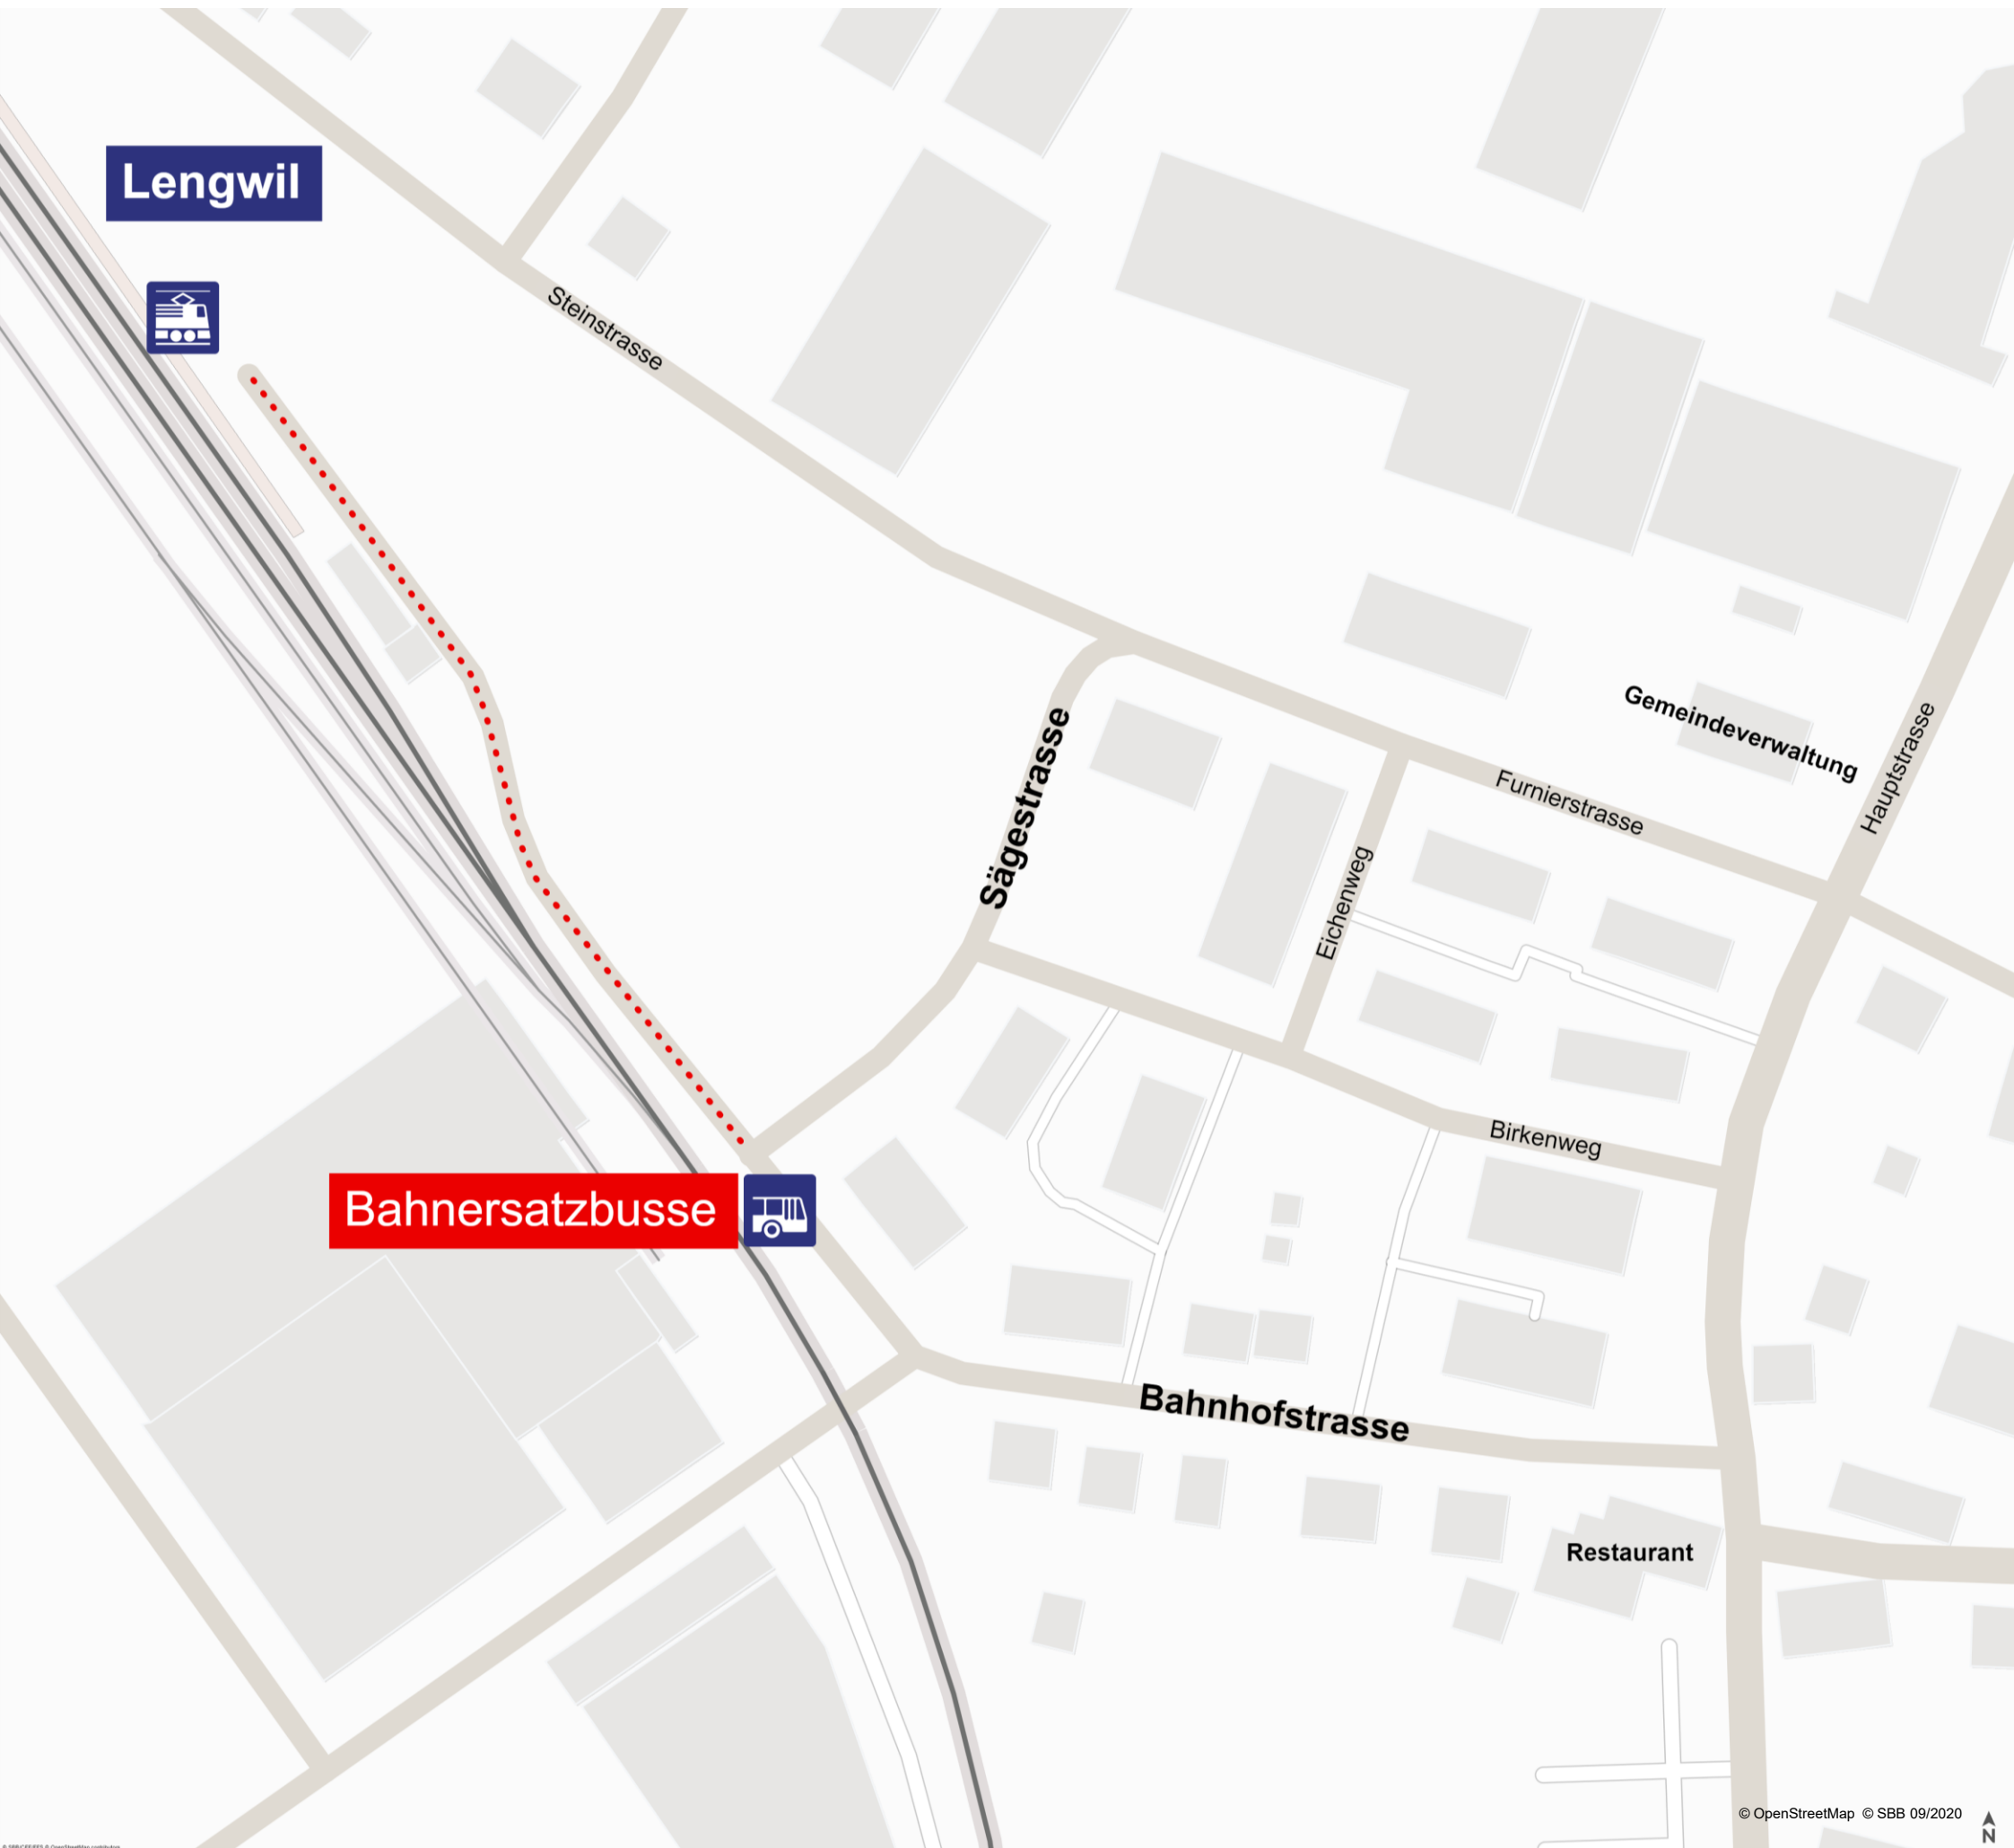 Lengwil
Steinstrasse
Gemeindeverwaltung
Hauptstrasse
Sägestrasse
Furnierstrasse
Eichenweg
Birkenweg
Bahnersatzbusse
Bahnhofstrasse
Restaurant
© OpenStreetMap © SBB 09/2020
N